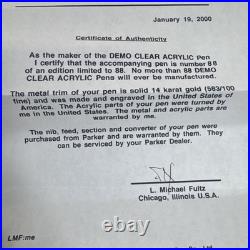 January 19, 2000
Certificate of Authenticity
As the maker of the DEMO CLEAR ACRYLIC Pen
I certify that the accompanying pen is number 88
of an edition limited to 88. No more than 88 DEMO
CLEAR ACRYLIC Pens will ever be manufactured.
The metal trim of your pen is solid 14 karat gold (583/100
fine) and was made and engraved in the United States of
America. The Acrylic parts of your pen were turned by
me in the United States. The metal and acrylic parts are
warranted by me.
The nib, feed, section and converter of your pen were
purchased from Parker and are warranted by them. They
can be serviced by your Parker Dealer.
L. Michael Fultz
Chicago, Illinois U.S.A.
LMF:me
Copyright by